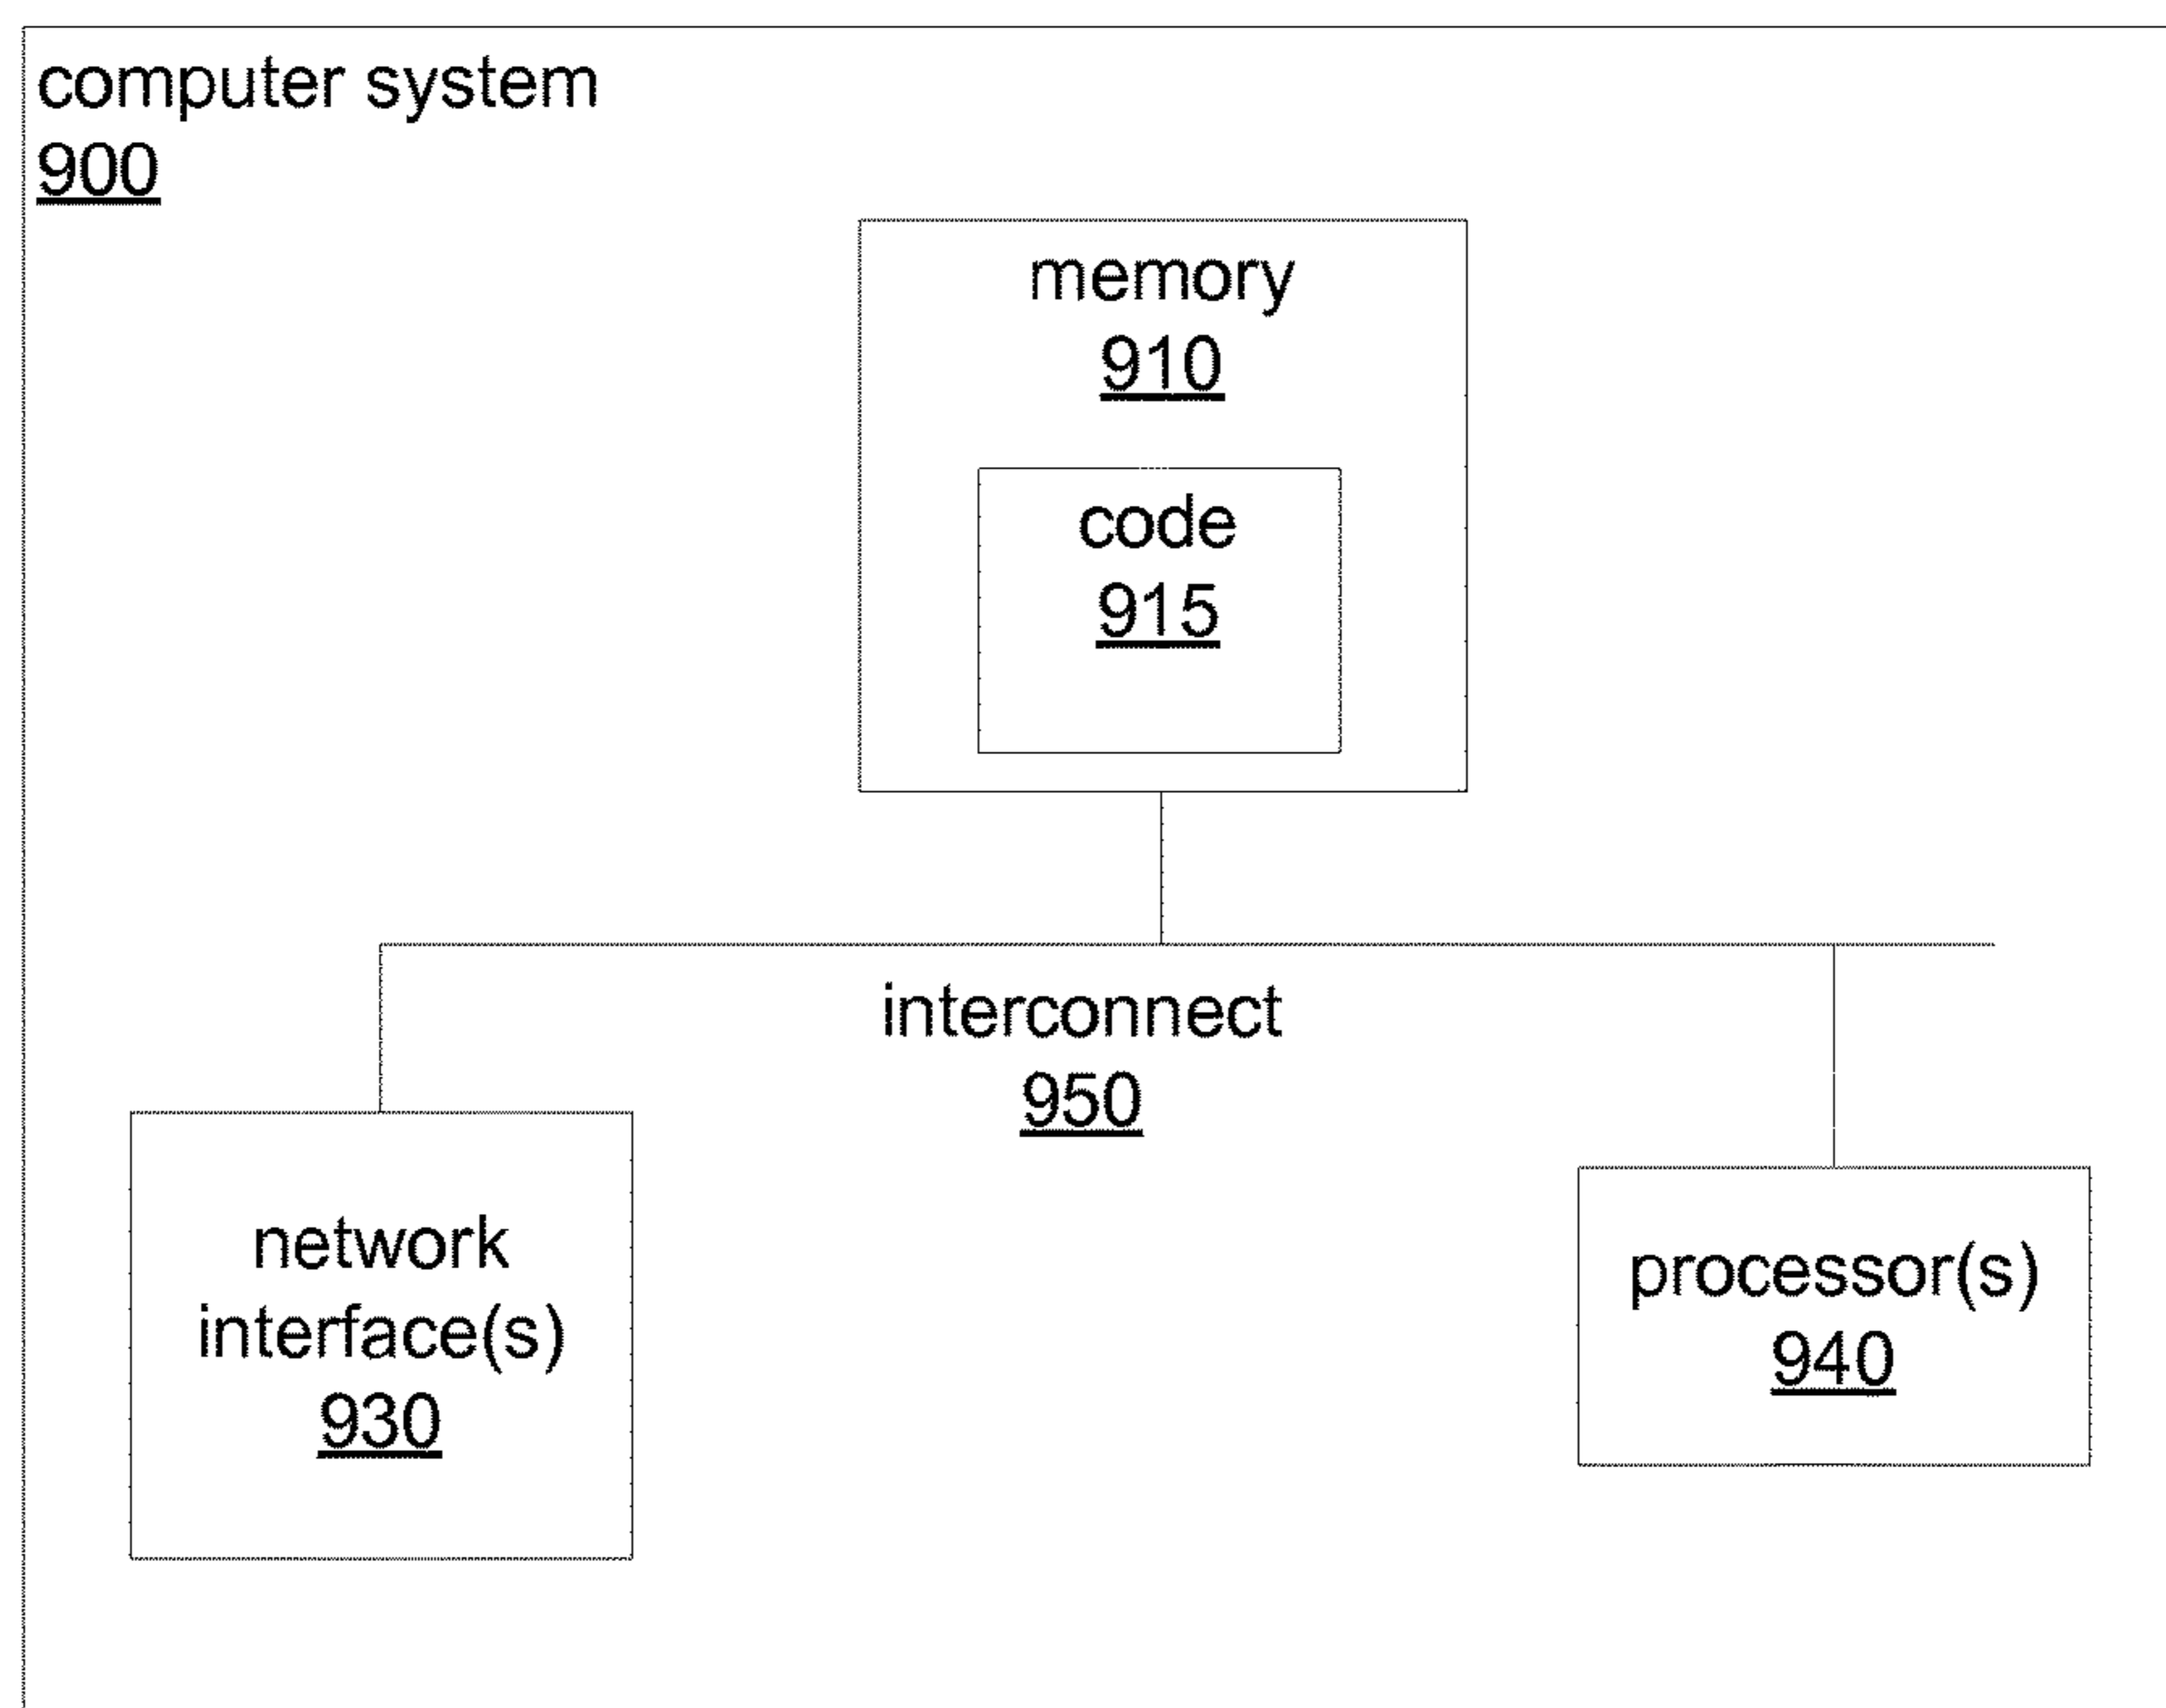 computer system
900
memory
910
code
915
interconnect
950
network
interface(s)
930
processor(s)
940